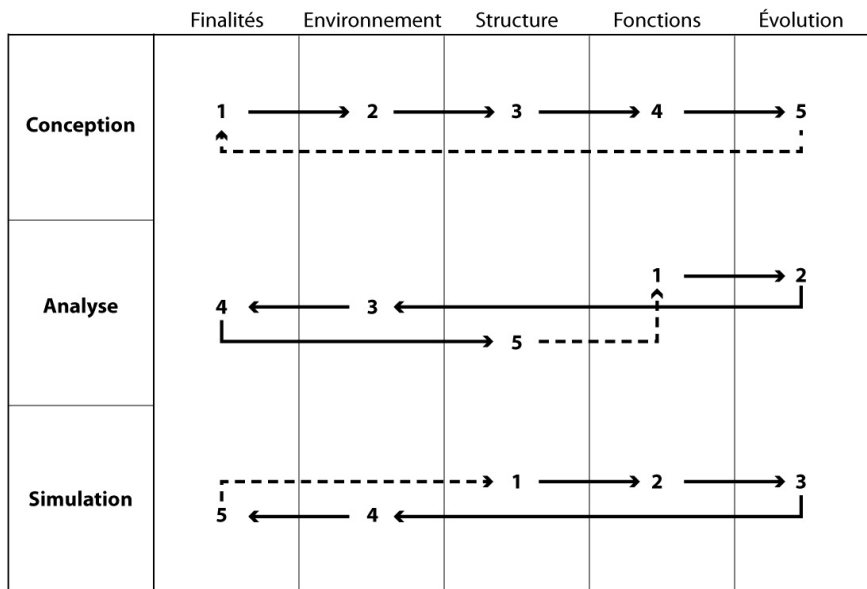 Finalités Environnement Structure Fonctions Évolution
Conception 1 2 3 4 5
1 2
Analyse 4 3
5
1 2 3
Simulation
5 4